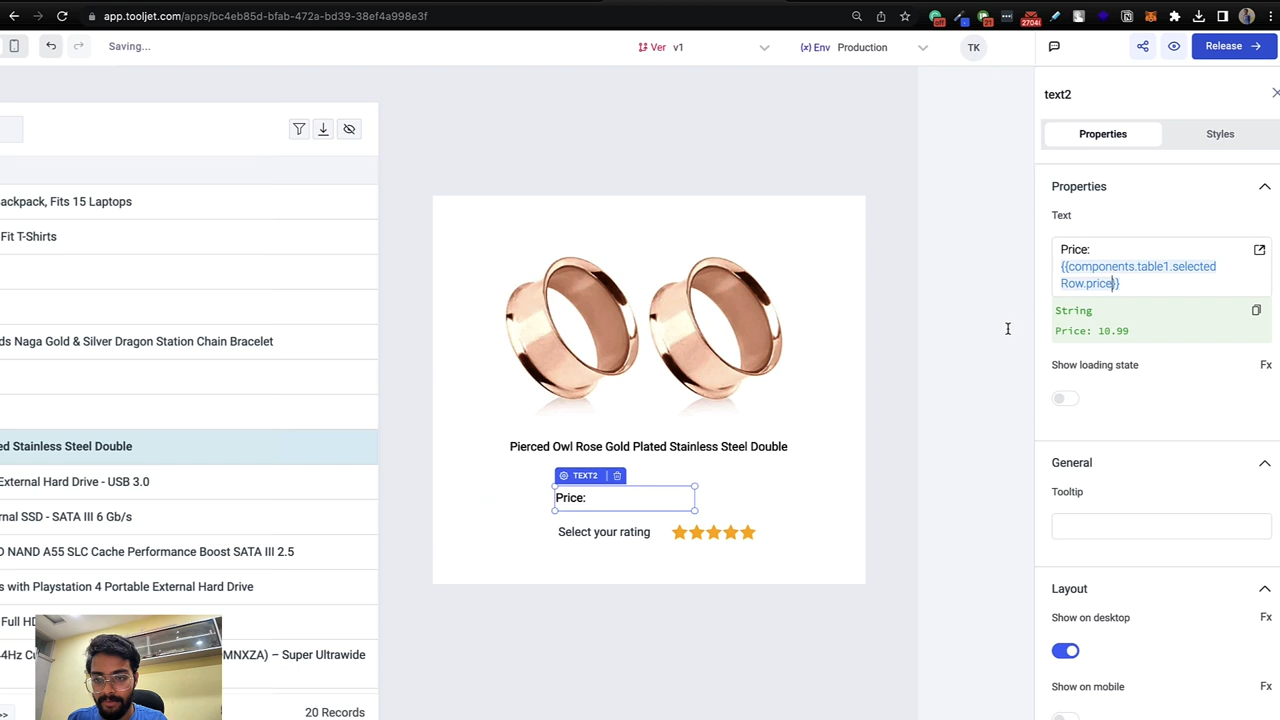 app.tooljet.com/apps/bc4eb85d-bfab-472a-bd39-38ef4a998e3f
Saving...
Ver v1
(x) Env Production
TK
Release
text2
Properties
Styles
Properties
Text
Price:
{{components.table1.selected
Row.price}}
String
Price: 10.99
Show loading state
Fx
General
Tooltip
Layout
Show on desktop
Fx
Show on mobile
Fx
ackpack, Fits 15 Laptops
Fit T-Shirts
ds Naga Gold & Silver Dragon Station Chain Bracelet
ed Stainless Steel Double
External Hard Drive - USB 3.0
rnal SSD - SATA III 6 Gb/s
D NAND A55 SLC Cache Performance Boost SATA III 2.5
s with Playstation 4 Portable External Hard Drive
Full HD
44Hz Cu
MNXZA) – Super Ultrawide
>>
20 Records
Pierced Owl Rose Gold Plated Stainless Steel Double
TEXT2
Price:
Select your rating